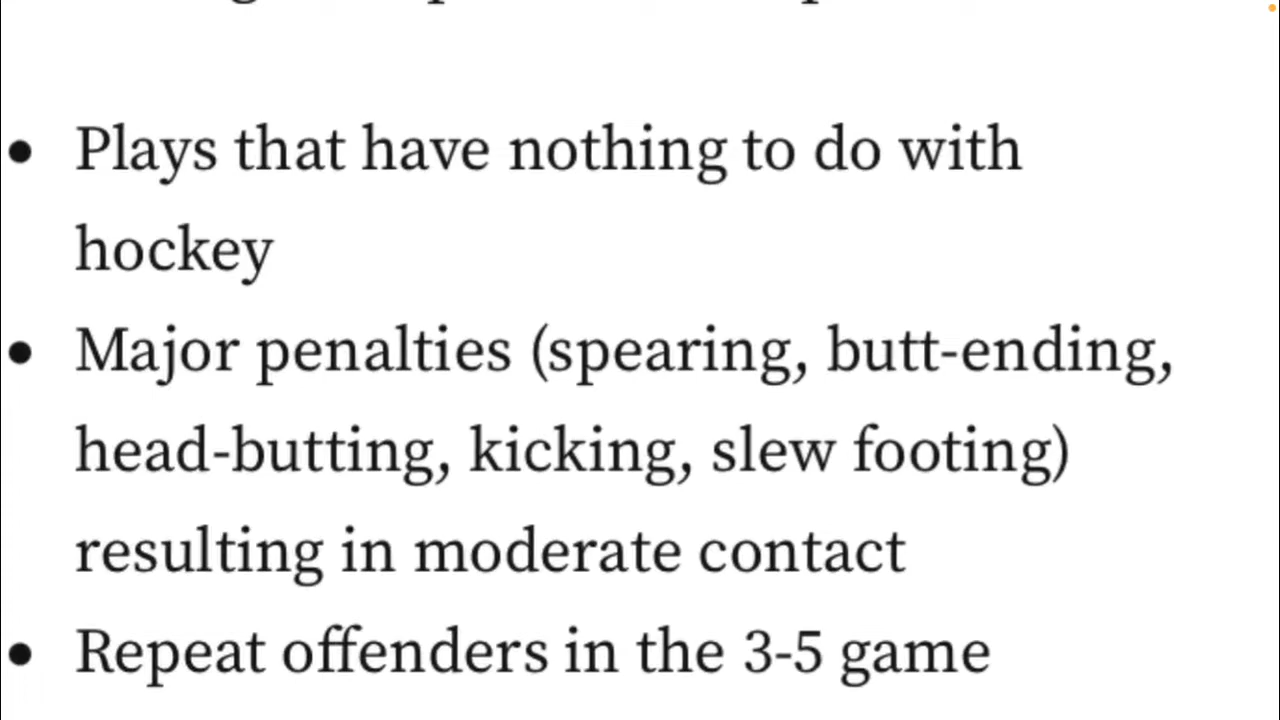 • Plays that have nothing to do with
hockey
• Major penalties (spearing, butt-ending,
head-butting, kicking, slew footing)
resulting in moderate contact
• Repeat offenders in the 3-5 game